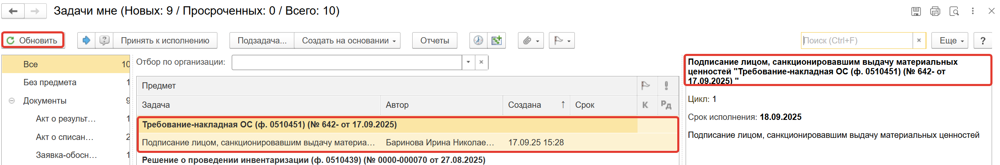 Задачи мне (Новых: 9 / Просроченных: 0 / Всего: 10)
Обновить
Принять к исполнению
Подзадача...
Создать на основании
Отчеты
Поиск (Ctrl+F)
×
Еще
?
Все 10
Без предмета 1
Документы 9
Акт о результ... 1
Акт о списан... 2
Заявка-обосн... 1
Отбор по организации:
×
Предмет
Задача Автор Создана ↑ Срок К Рд
Требование-накладная ОС (ф. 0510451) (№ 642- от 17.09.2025)
Подписание лицом, санкционировавшим выдачу материа... Баринова Ирина Николае... 17.09.25 15:28
Решение о проведении инвентаризации (ф. 0510439) (№ 0000-000070 от 27.08.2025)
Подписание лицом, санкционировавшим выдачу материальных
ценностей "Требование-накладная ОС (ф. 0510451) (№ 642- от
17.09.2025) "
Цикл: 1
Срок исполнения: 18.09.2025
Подписание лицом, санкционировавшим выдачу материальных ценностей